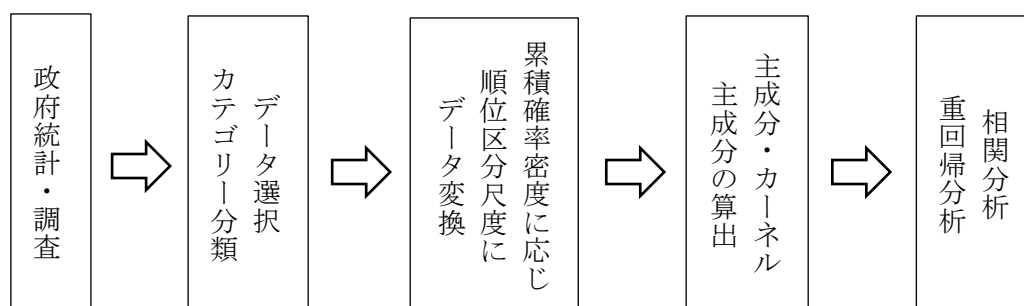 政府統計・調査
データ選択
カテゴリー分類
累積確率密度に応じ
順位区分尺度に
データ変換
主成分・カーネル
主成分の算出
相関分析
重回帰分析